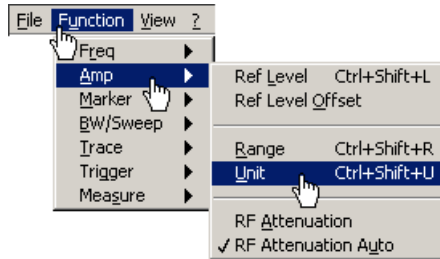 File Function View ?
Freq
Amp
Marker
BW/Sweep
Trace
Trigger
Measure
Ref Level Ctrl+Shift+L
Ref Level Offset
Range Ctrl+Shift+R
Unit Ctrl+Shift+U
RF Attenuation
✓ RF Attenuation Auto